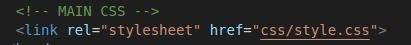 <!-- MAIN CSS -->
<link rel="stylesheet" href="css/style.css">